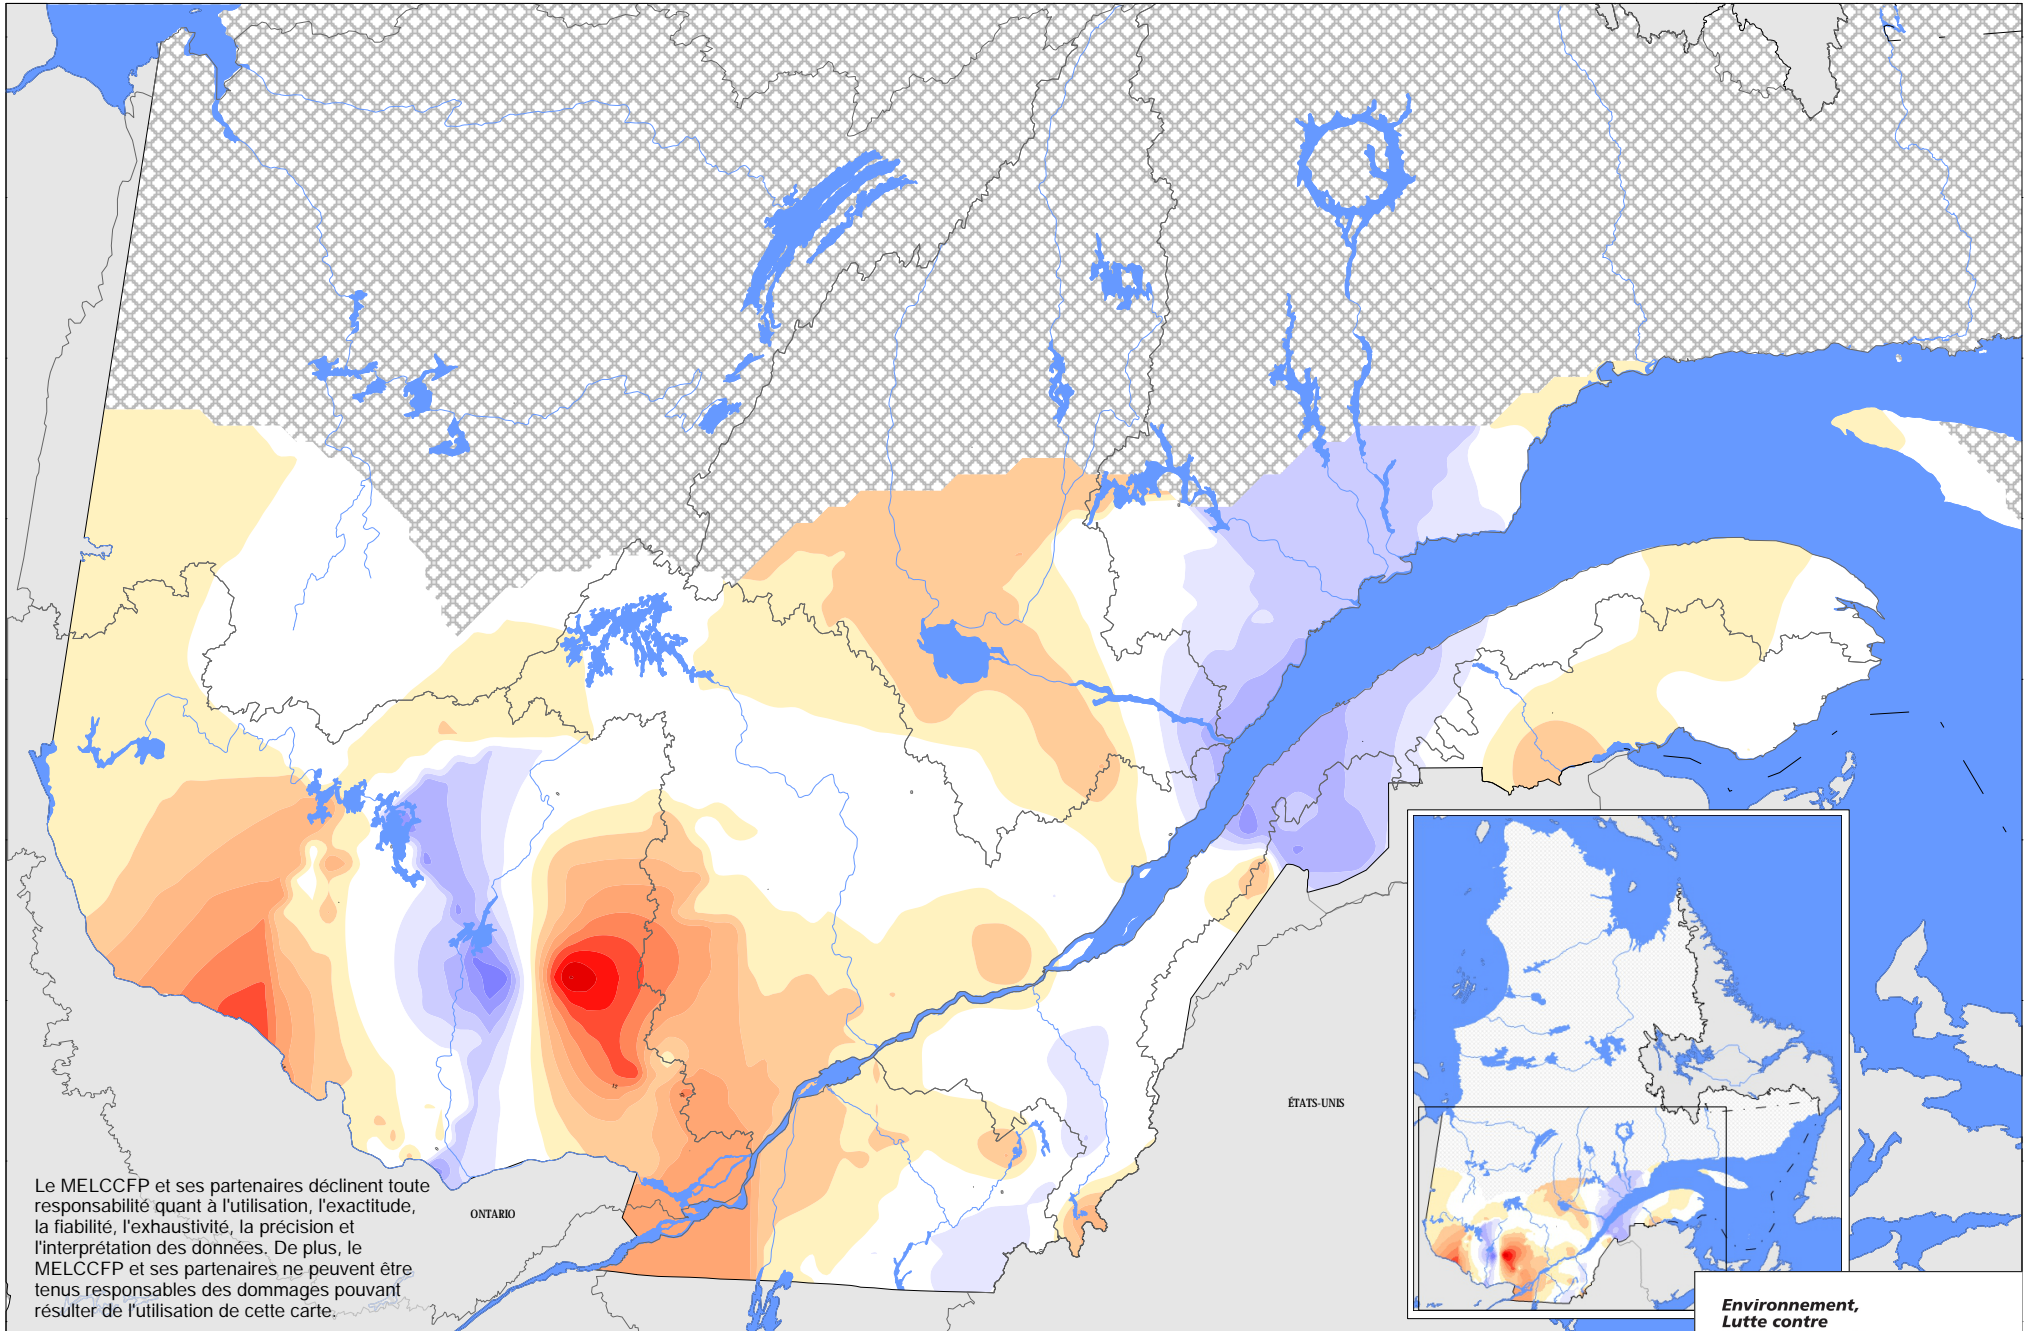 ÉTATS-UNIS
Le MELCCFP et ses partenaires déclinent toute
responsabilité quant à l'utilisation, l'exactitude,
la fiabilité, l'exhaustivité, la précision et
l'interprétation des données. De plus, le
MELCCFP et ses partenaires ne peuvent être
tenus responsables des dommages pouvant
résulter de l'utilisation de cette carte.
ONTARIO
Environnement,
Lutte contre